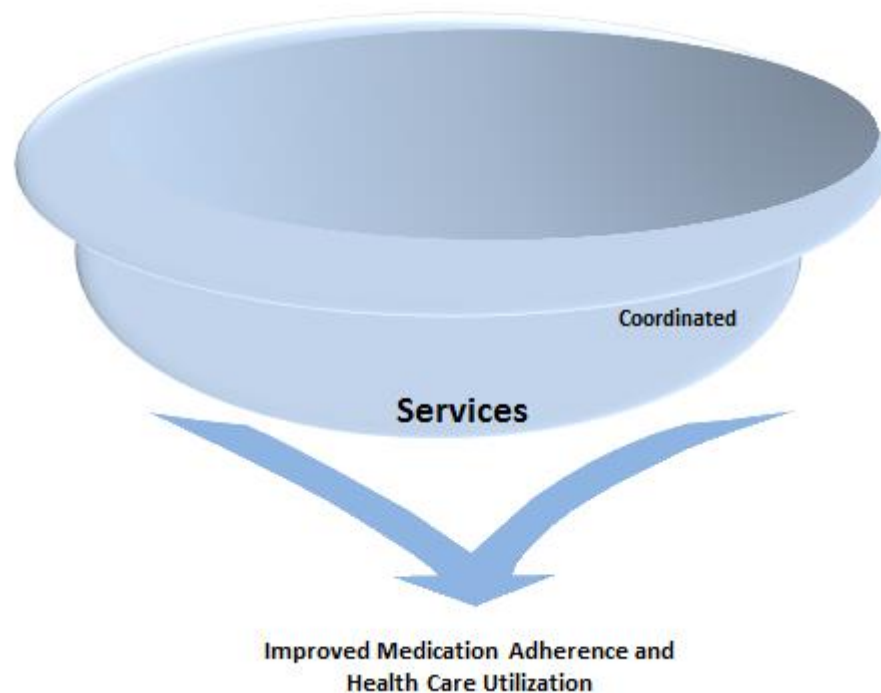 Coordinated
Services
Improved Medication Adherence and
Health Care Utilization